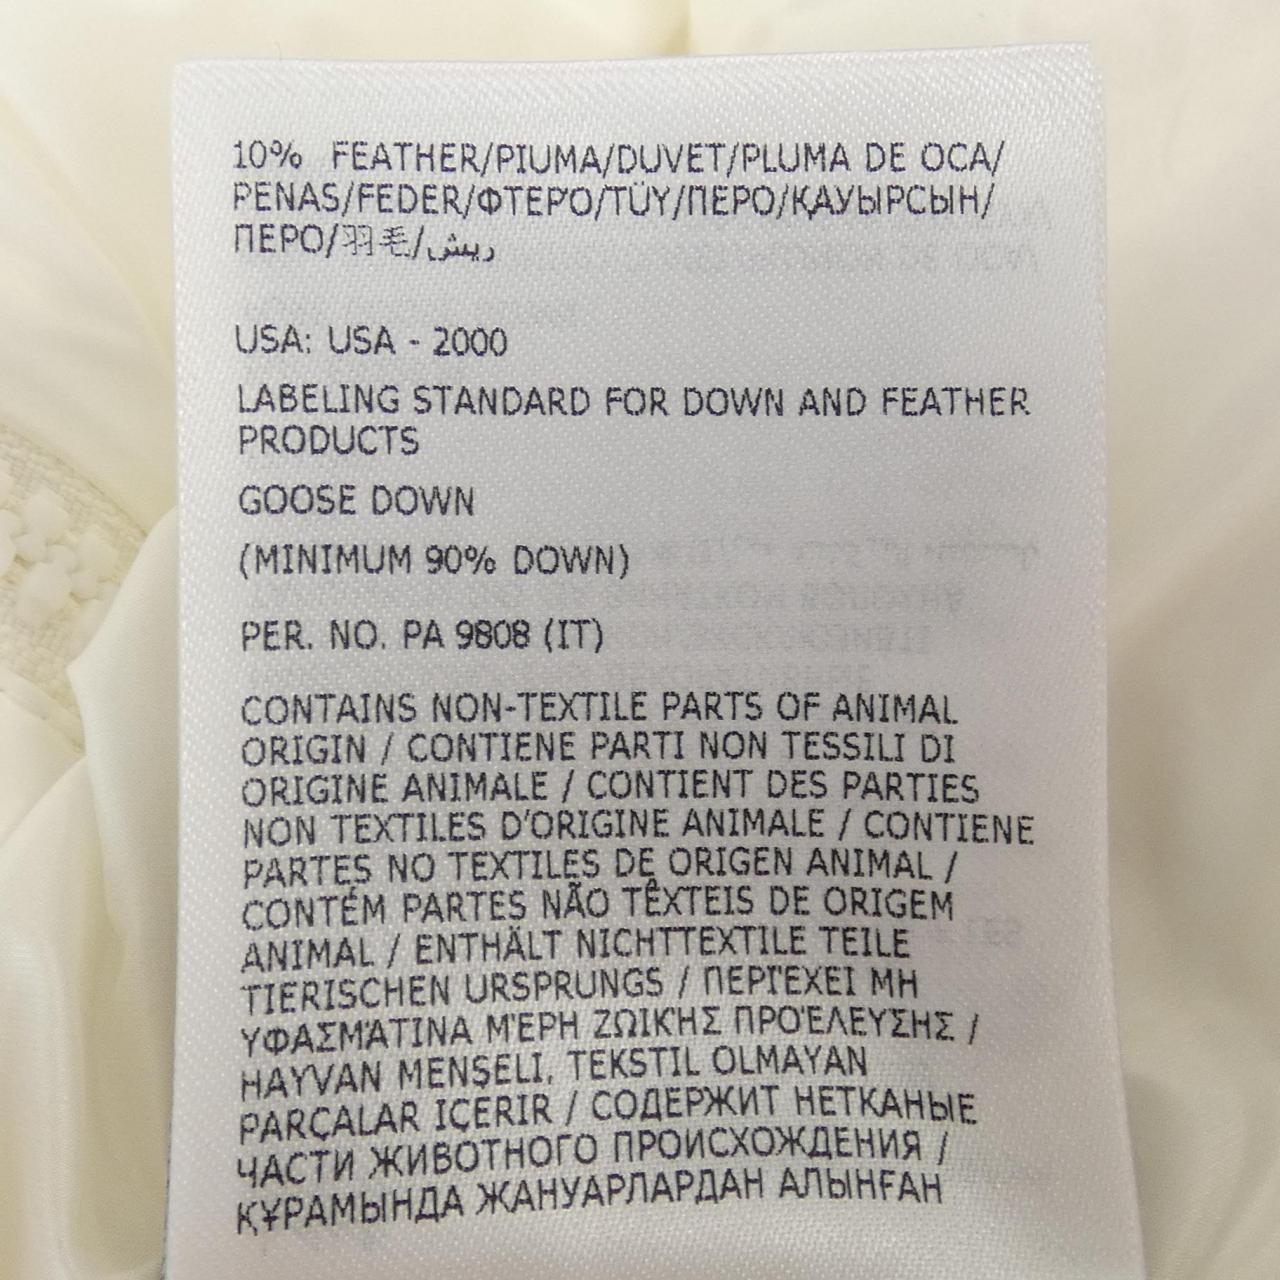 10% FEATHER/PIUMA/DUVET/PLUMA DE OCA/
PENAS/FEDER/ΦΤΕΡΌ/TÜY/ПЕРО/ҚАУЫРСЫН/
ПЕРО/羽毛/ريش
USA: USA - 2000
LABELING STANDARD FOR DOWN AND FEATHER
PRODUCTS
GOOSE DOWN
(MINIMUM 90% DOWN)
PER. NO. PA 9808 (IT)
CONTAINS NON-TEXTILE PARTS OF ANIMAL
ORIGIN / CONTIENE PARTI NON TESSILI DI
ORIGINE ANIMALE / CONTIENT DES PARTIES
NON TEXTILES D'ORIGINE ANIMALE / CONTIENE
PARTES NO TEXTILES DE ORIGEN ANIMAL /
CONTÉM PARTES NÃO TÊXTEIS DE ORIGEM
ANIMAL / ENTHÄLT NICHTTEXTILE TEILE
TIERISCHEN URSPRUNGS / ΠΕΡΙΈΧΕΙ ΜΗ
ΥΦΑΣΜΆΤΙΝΑ ΜΈΡΗ ΖΩΙΚΉΣ ΠΡΟΈΛΕΥΣΗΣ /
HAYVAN MENŞELI, TEKSTIL OLMAYAN
PARÇALAR IÇERIR / СОДЕРЖИТ НЕТКАНЫЕ
ЧАСТИ ЖИВОТНОГО ПРОИСХОЖДЕНИЯ /
ҚҰРАМЫНДА ЖАНУАРЛАРДАН АЛЫНҒАН